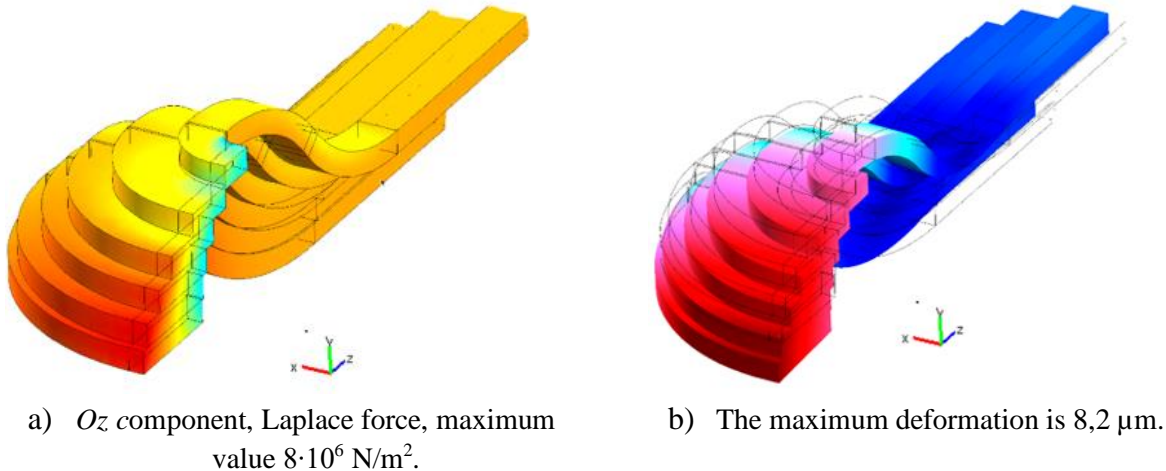 x y z
x y z
a) Oz component, Laplace force, maximum
value 8·10⁶ N/m².
b) The maximum deformation is 8,2 µm.